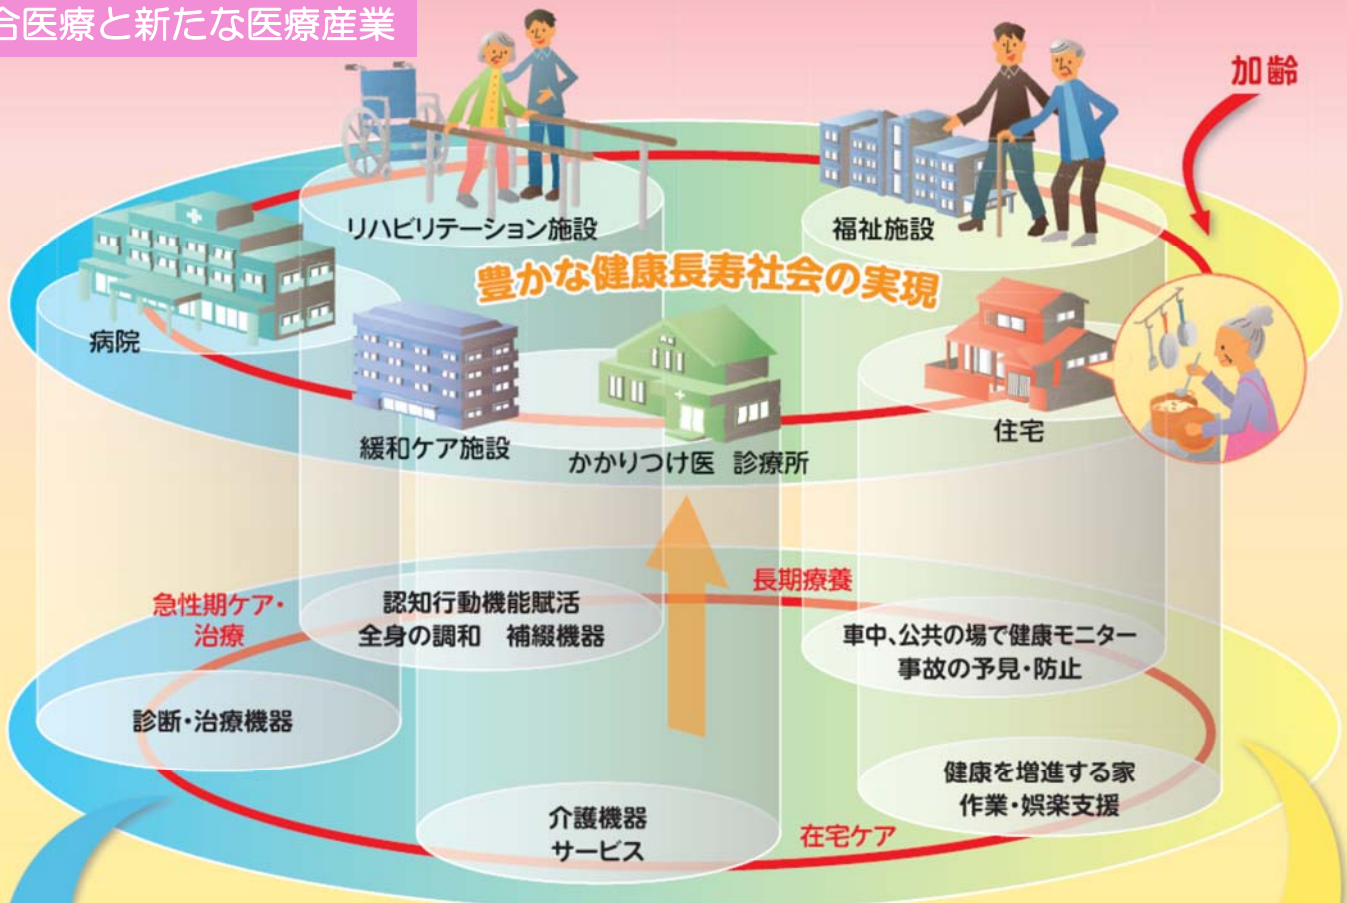 合医療と新たな医療産業
加齢
リハビリテーション施設
福祉施設
豊かな健康長寿社会の実現
病院
緩和ケア施設
かかりつけ医 診療所
住宅
急性期ケア・
治療
認知行動機能賦活
全身の調和 補綴機器
長期療養
車中、公共の場で健康モニター
事故の予見・防止
診断・治療機器
健康を増進する家
作業・娯楽支援
介護機器
サービス
在宅ケア